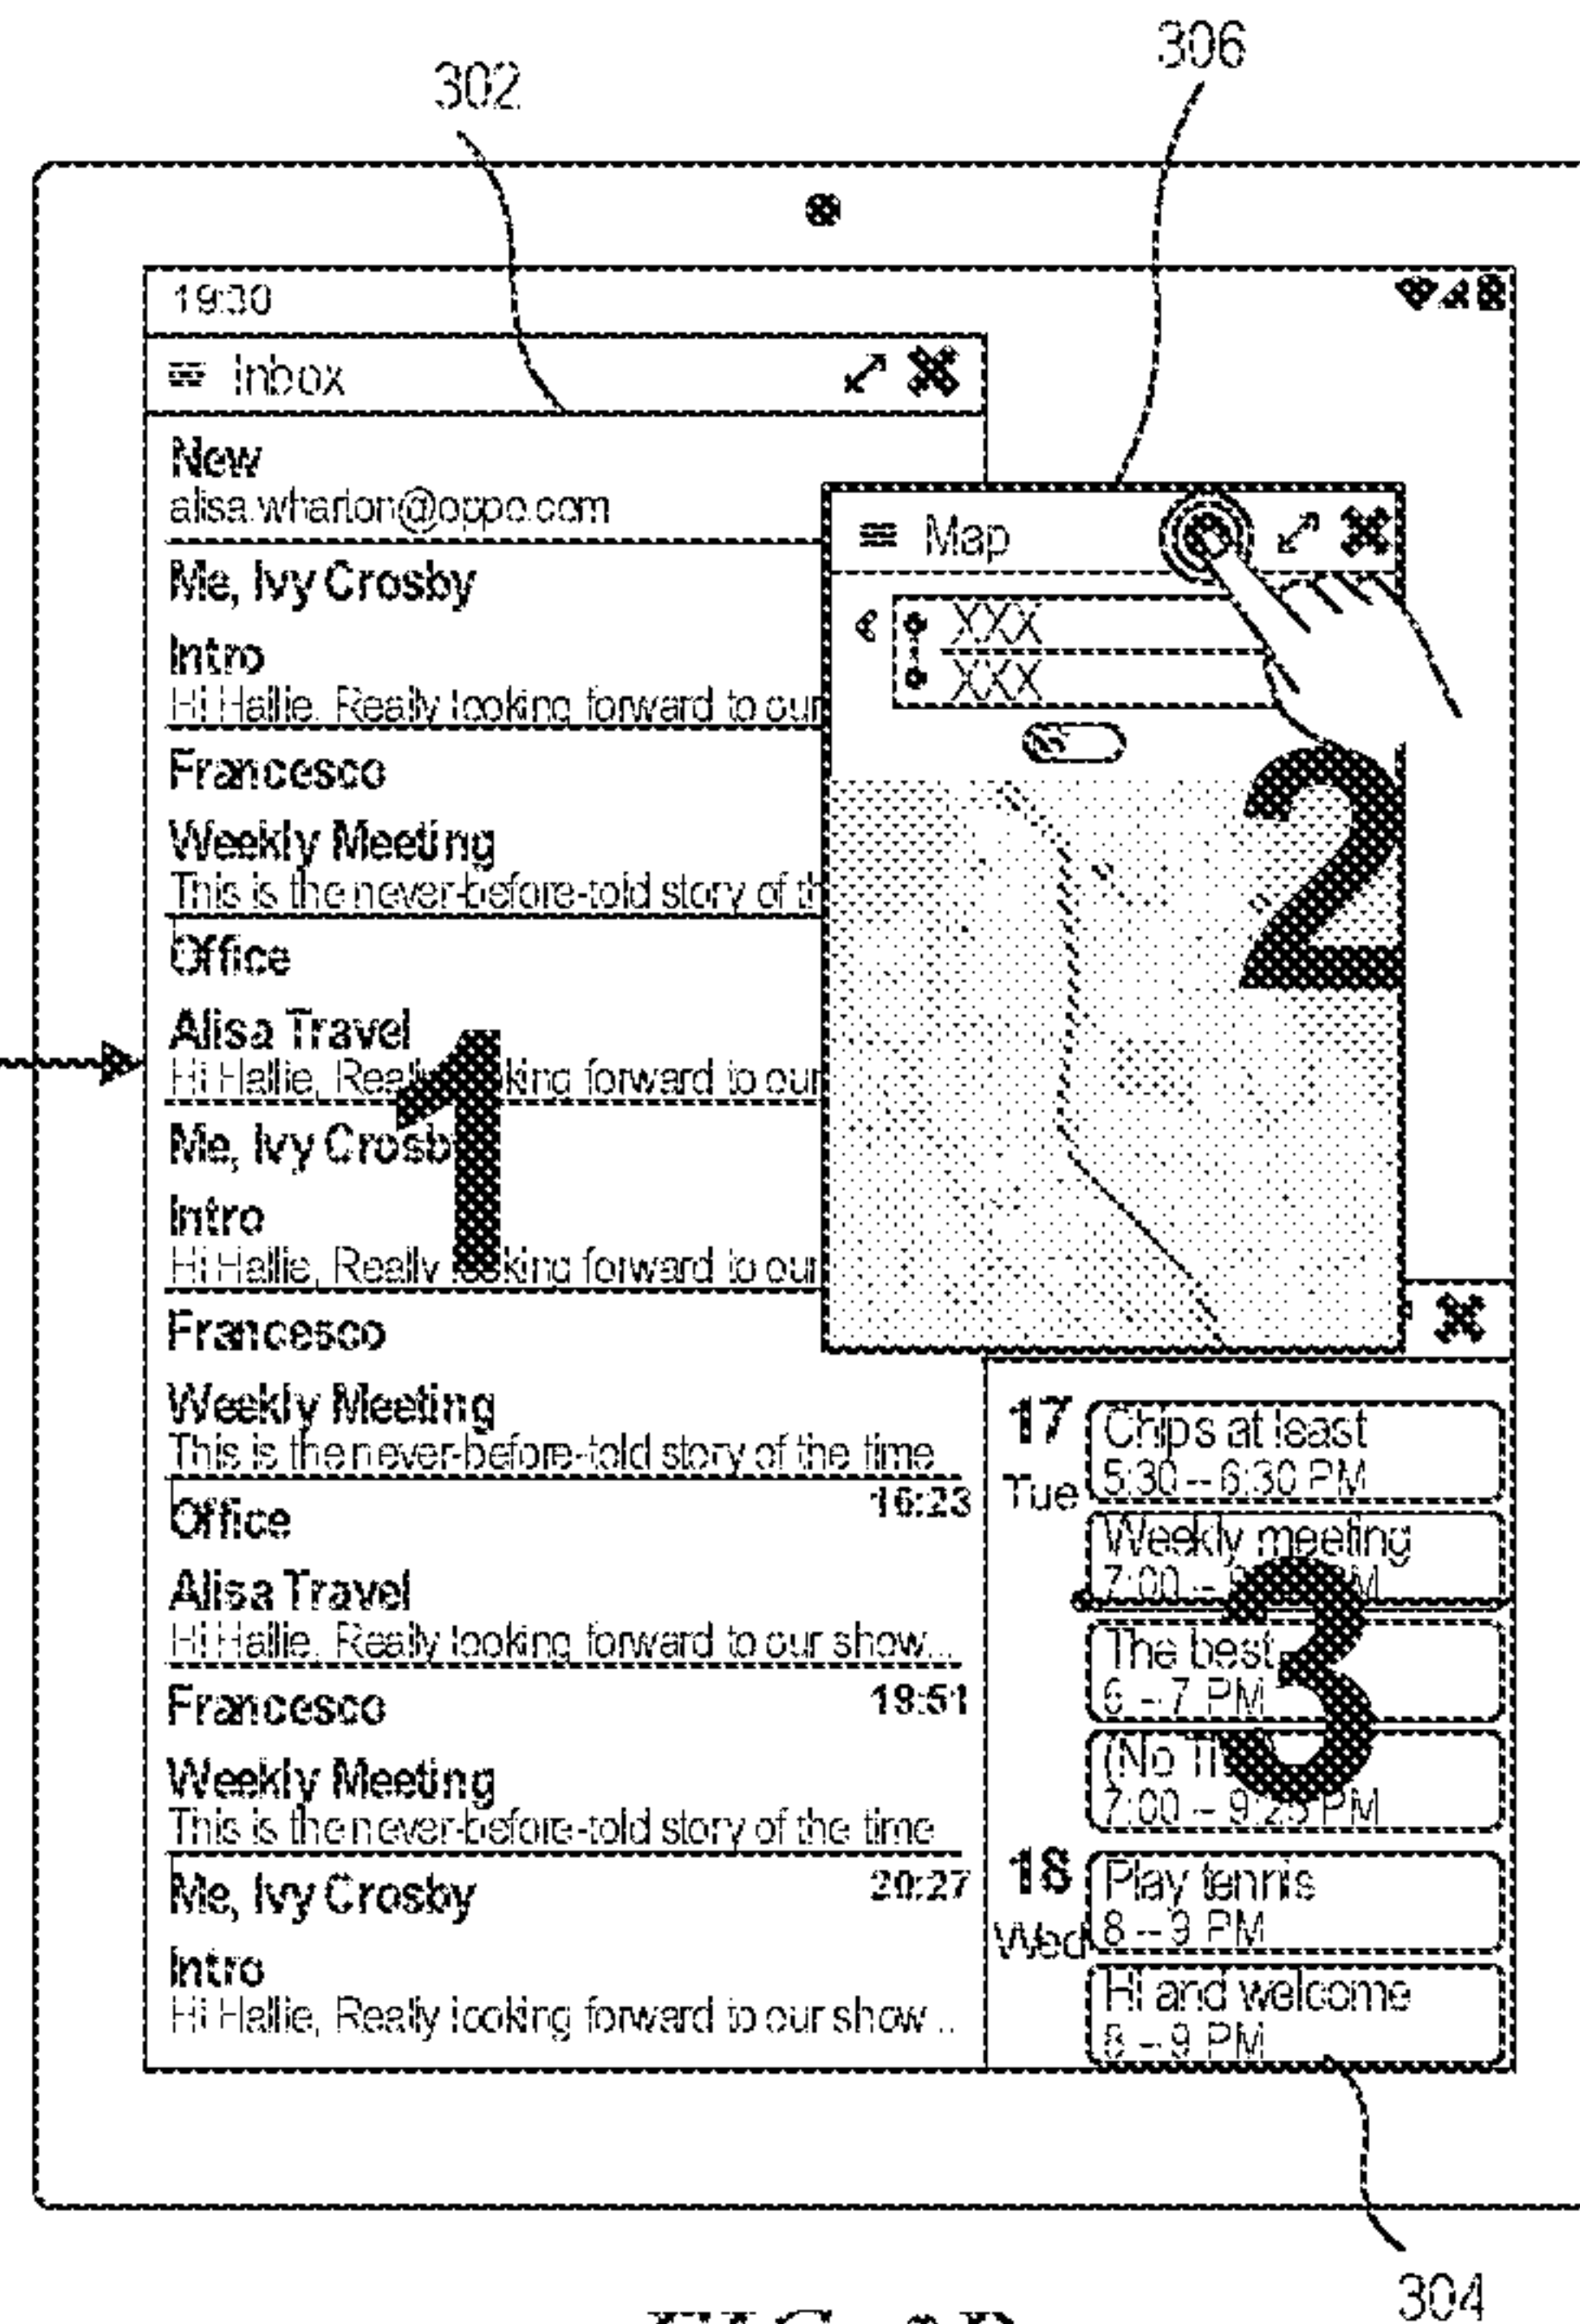 302
306
19:30
Inbox
New
alisa.wharton@oppo.com
Me, Ivy Crosby
Intro
Hi Hallie. Really looking forward to our
Francesco
Weekly Meeting
This is the never-before-told story of th
Office
Alisa Travel
Hi Hallie, Really looking forward to our
Me, Ivy Crosby
Intro
Hi Hallie, Really looking forward to our
Francesco
Weekly Meeting
This is the never-before-told story of the time
16:23
Office
Alisa Travel
Hi Hallie. Really looking forward to our show...
Francesco
19:51
Weekly Meeting
This is the never-before-told story of the time
Me, Ivy Crosby
20:27
Intro
Hi Hallie, Really looking forward to our show...
1
Map
XXX
XXX
2
17
Tue
Chips at least
5:30 -- 6:30 PM
Weekly meeting
7:00 --
The best
6 -- 7 PM
(No
7:00 -- 9:25 PM
3
18
Wed
Play tennis
8 -- 9 PM
Hi and welcome
8 -- 9 PM
304